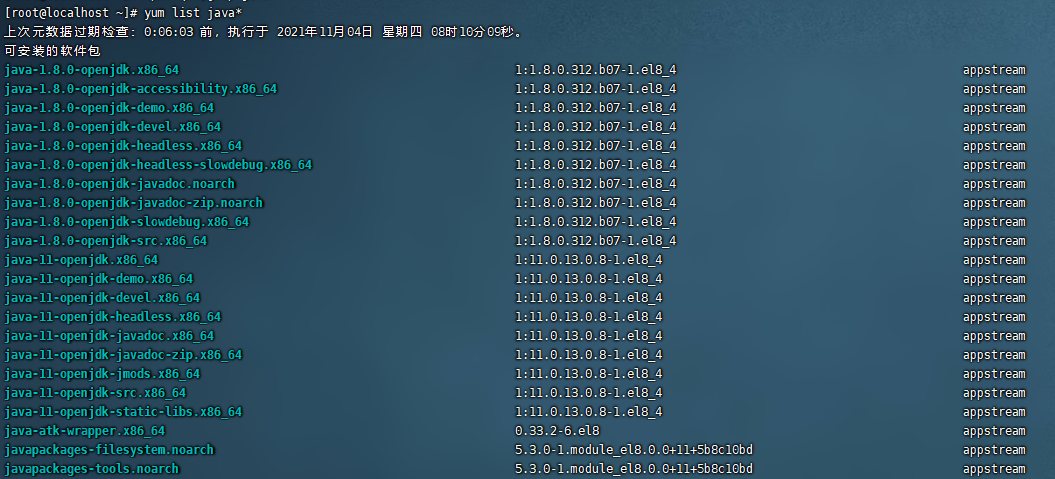 [root@localhost ~]# yum list java*
上次元数据过期检查：0:06:03 前，执行于 2021年11月04日 星期四 08时10分09秒。
可安装的软件包
java-1.8.0-openjdk.x86_64 1:1.8.0.312.b07-1.el8_4 appstream
java-1.8.0-openjdk-accessibility.x86_64 1:1.8.0.312.b07-1.el8_4 appstream
java-1.8.0-openjdk-demo.x86_64 1:1.8.0.312.b07-1.el8_4 appstream
java-1.8.0-openjdk-devel.x86_64 1:1.8.0.312.b07-1.el8_4 appstream
java-1.8.0-openjdk-headless.x86_64 1:1.8.0.312.b07-1.el8_4 appstream
java-1.8.0-openjdk-headless-slowdebug.x86_64 1:1.8.0.312.b07-1.el8_4 appstream
java-1.8.0-openjdk-javadoc.noarch 1:1.8.0.312.b07-1.el8_4 appstream
java-1.8.0-openjdk-javadoc-zip.noarch 1:1.8.0.312.b07-1.el8_4 appstream
java-1.8.0-openjdk-slowdebug.x86_64 1:1.8.0.312.b07-1.el8_4 appstream
java-1.8.0-openjdk-src.x86_64 1:1.8.0.312.b07-1.el8_4 appstream
java-11-openjdk.x86_64 1:11.0.13.0.8-1.el8_4 appstream
java-11-openjdk-demo.x86_64 1:11.0.13.0.8-1.el8_4 appstream
java-11-openjdk-devel.x86_64 1:11.0.13.0.8-1.el8_4 appstream
java-11-openjdk-headless.x86_64 1:11.0.13.0.8-1.el8_4 appstream
java-11-openjdk-javadoc.x86_64 1:11.0.13.0.8-1.el8_4 appstream
java-11-openjdk-javadoc-zip.x86_64 1:11.0.13.0.8-1.el8_4 appstream
java-11-openjdk-jmods.x86_64 1:11.0.13.0.8-1.el8_4 appstream
java-11-openjdk-src.x86_64 1:11.0.13.0.8-1.el8_4 appstream
java-11-openjdk-static-libs.x86_64 1:11.0.13.0.8-1.el8_4 appstream
java-atk-wrapper.x86_64 0.33.2-6.el8 appstream
javapackages-filesystem.noarch 5.3.0-1.module_el8.0.0+11+5b8c10bd appstream
javapackages-tools.noarch 5.3.0-1.module_el8.0.0+11+5b8c10bd appstream